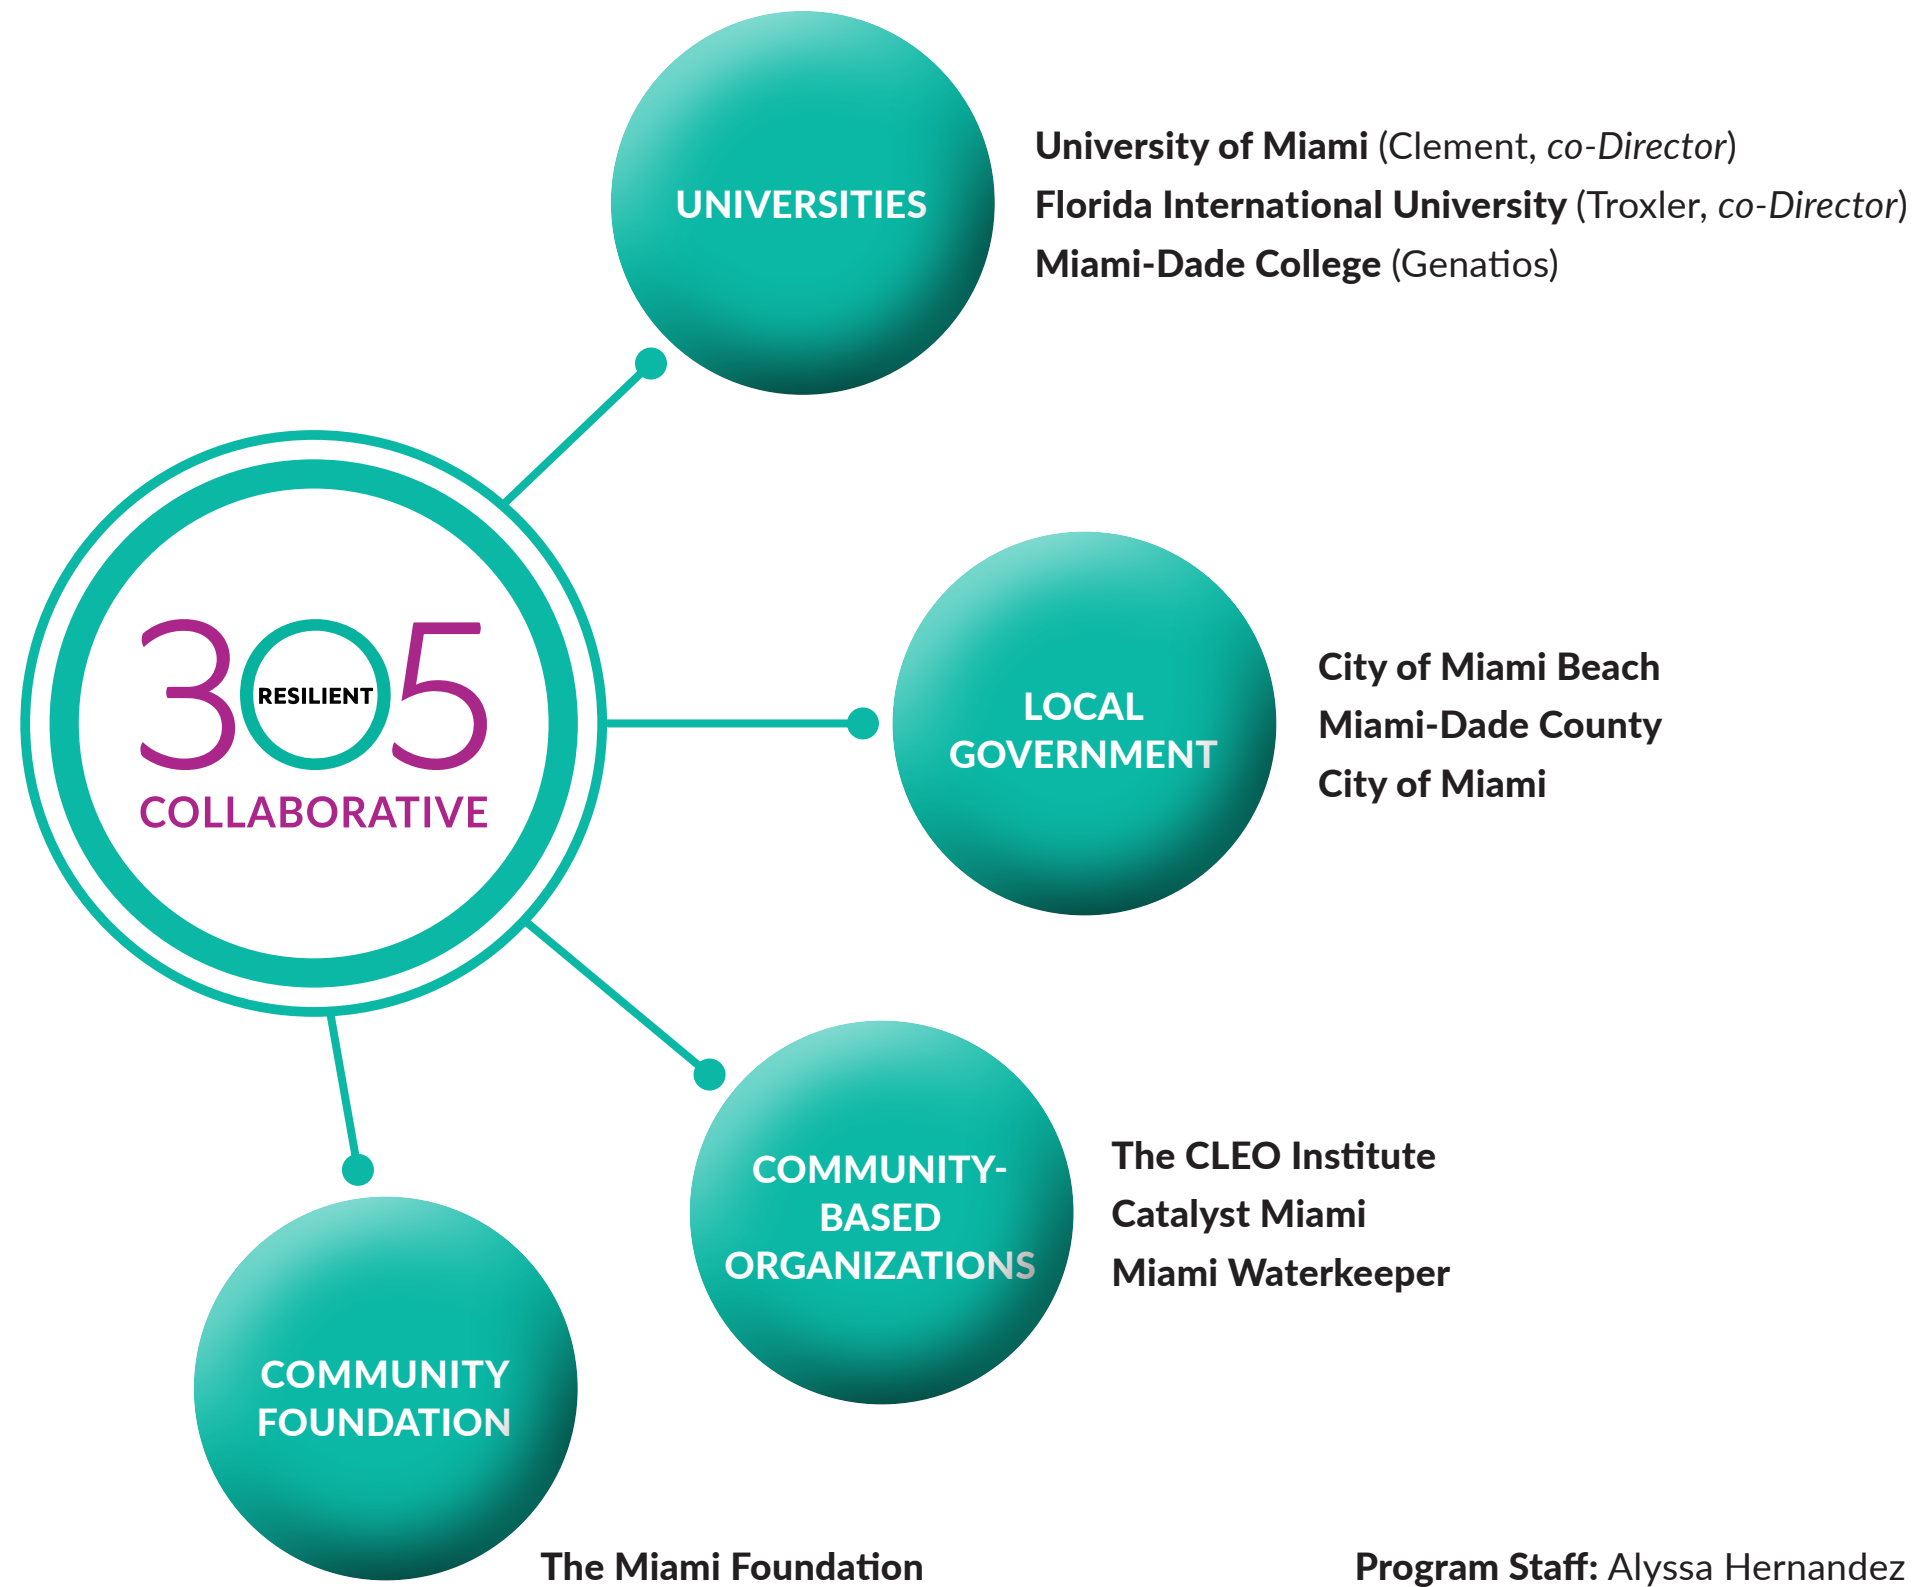 UNIVERSITIES
University of Miami (Clement, co-Director)
Florida International University (Troxler, co-Director)
Miami-Dade College (Genatios)
305
RESILIENT
COLLABORATIVE
LOCAL
GOVERNMENT
City of Miami Beach
Miami-Dade County
City of Miami
COMMUNITY-
BASED
ORGANIZATIONS
The CLEO Institute
Catalyst Miami
Miami Waterkeeper
COMMUNITY
FOUNDATION
The Miami Foundation
Program Staff: Alyssa Hernandez